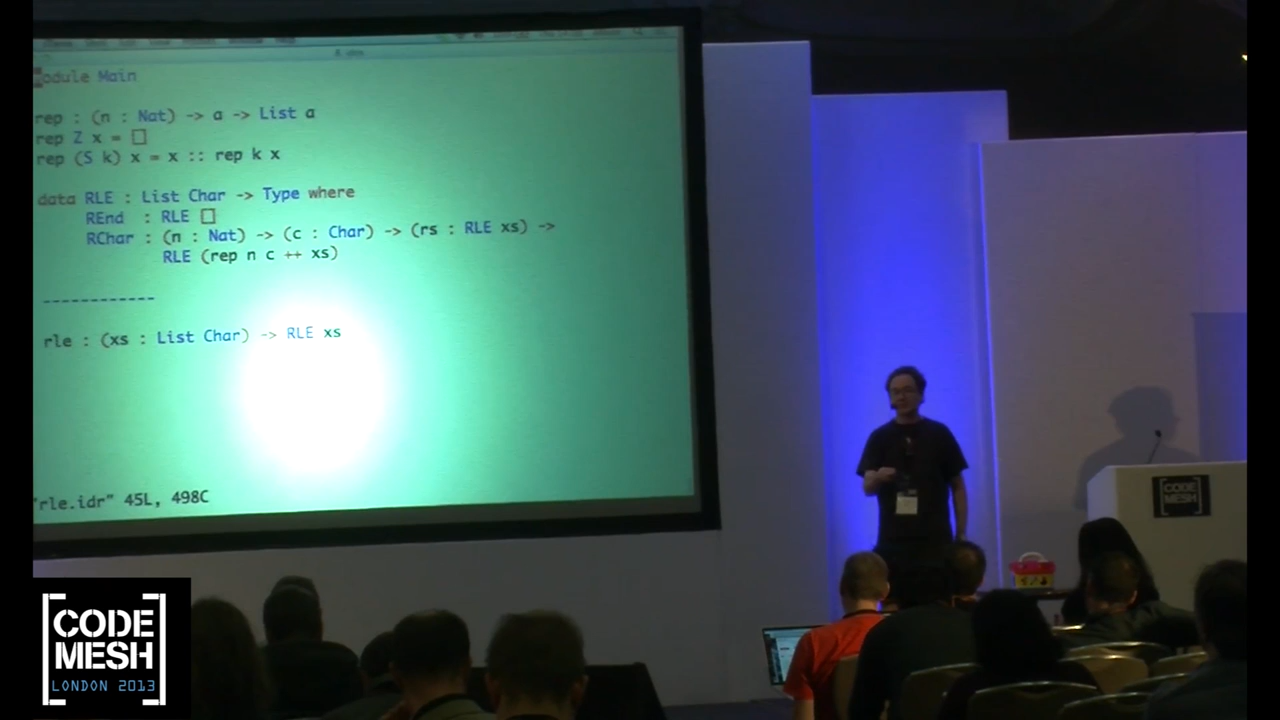 module Main
rep : (n : Nat) -> a -> List a
rep Z x = []
rep (S k) x = x :: rep k x
data RLE : List Char -> Type where
REnd : RLE []
RChar : (n : Nat) -> (c : Char) -> (rs : RLE xs) ->
RLE (rep n c ++ xs)
------------
rle : (xs : List Char) -> RLE xs
"rle.idr" 45L, 498C
[CODE
MESH]
LONDON 2013
[CODE
MESH]